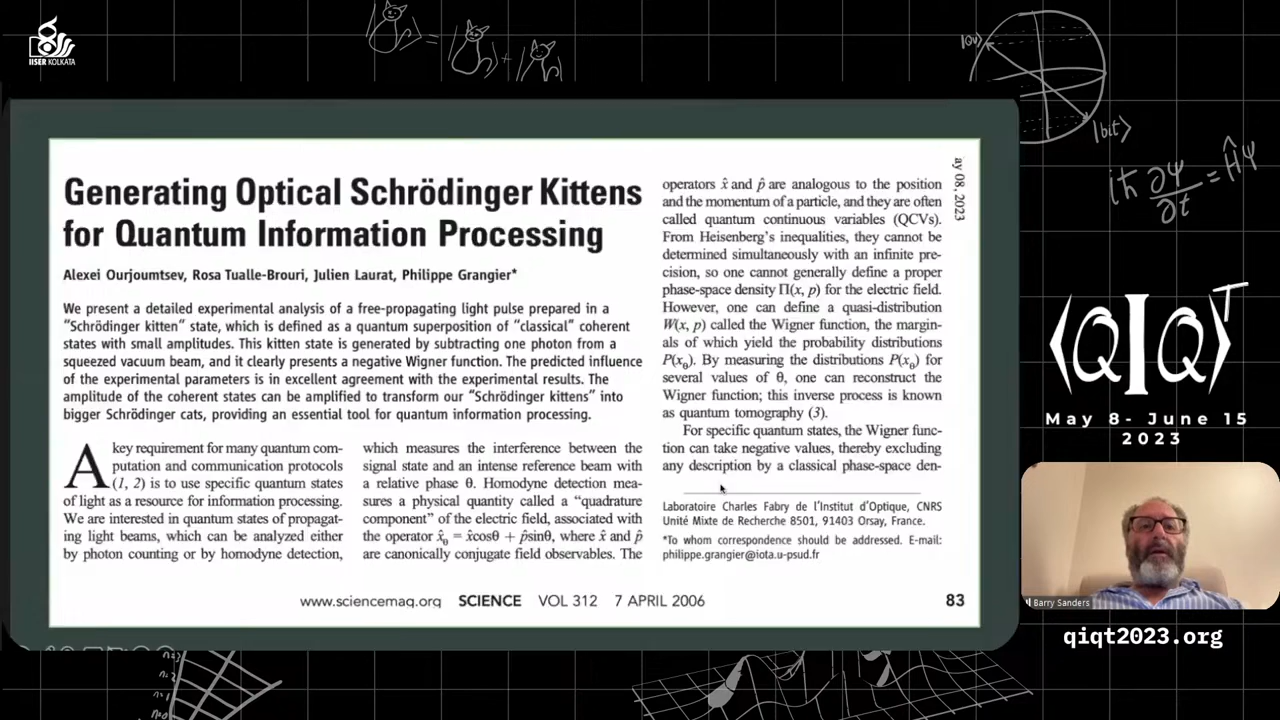 IISER KOLKATA
|0ν⟩
|bit⟩
iħ ∂ψ/∂t = Ĥψ
Generating Optical Schrödinger Kittens
for Quantum Information Processing
Alexei Ourjoumtsev, Rosa Tualle-Brouri, Julien Laurat, Philippe Grangier*
We present a detailed experimental analysis of a free-propagating light pulse prepared in a
“Schrödinger kitten” state, which is defined as a quantum superposition of “classical” coherent
states with small amplitudes. This kitten state is generated by subtracting one photon from a
squeezed vacuum beam, and it clearly presents a negative Wigner function. The predicted influence
of the experimental parameters is in excellent agreement with the experimental results. The
amplitude of the coherent states can be amplified to transform our “Schrödinger kittens” into
bigger Schrödinger cats, providing an essential tool for quantum information processing.
A key requirement for many quantum com-
putation and communication protocols
(1, 2) is to use specific quantum states
of light as a resource for information processing.
We are interested in quantum states of propagat-
ing light beams, which can be analyzed either
by photon counting or by homodyne detection,
which measures the interference between the
signal state and an intense reference beam with
a relative phase θ. Homodyne detection mea-
sures a physical quantity called a “quadrature
component” of the electric field, associated with
the operator x̂θ = x̂cosθ + p̂sinθ, where x̂ and p̂
are canonically conjugate field observables. The
operators x̂ and p̂ are analogous to the position
and the momentum of a particle, and they are often
called quantum continuous variables (QCVs).
From Heisenberg’s inequalities, they cannot be
determined simultaneously with an infinite pre-
cision, so one cannot generally define a proper
phase-space density Π(x, p) for the electric field.
However, one can define a quasi-distribution
W(x, p) called the Wigner function, the margin-
als of which yield the probability distributions
P(xθ). By measuring the distributions P(xθ) for
several values of θ, one can reconstruct the
Wigner function; this inverse process is known
as quantum tomography (3).
For specific quantum states, the Wigner func-
tion can take negative values, thereby excluding
any description by a classical phase-space den-
Laboratoire Charles Fabry de l’Institut d’Optique, CNRS
Unité Mixte de Recherche 8501, 91403 Orsay, France.
*To whom correspondence should be addressed. E-mail:
philippe.grangier@iota.u-psud.fr
ay 08, 2023
www.sciencemag.org SCIENCE VOL 312 7 APRIL 2006
83
⟨Q|Q⟩T
May 8- June 15
2023
Barry Sanders
qiqt2023.org
n=2
n=1
n=0